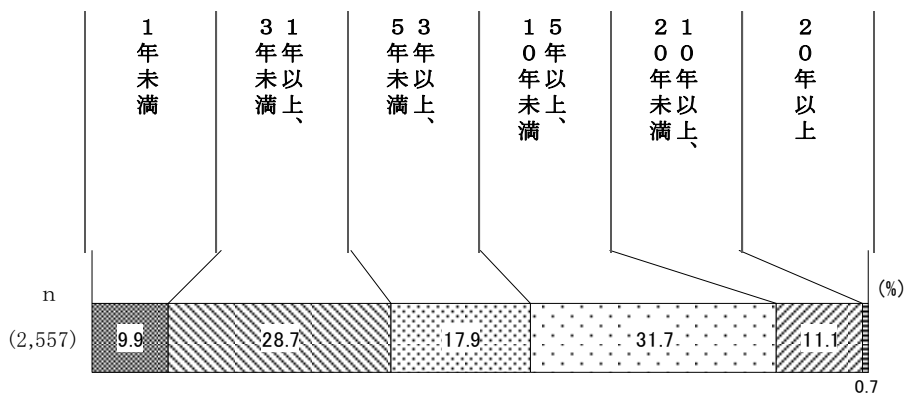 1年未満
1年以上、
3年未満
3年以上、
5年未満
5年以上、
10年未満
10年以上、
20年未満
20年以上
n
(%)
(2,557)
9.9
28.7
17.9
31.7
11.1
0.7